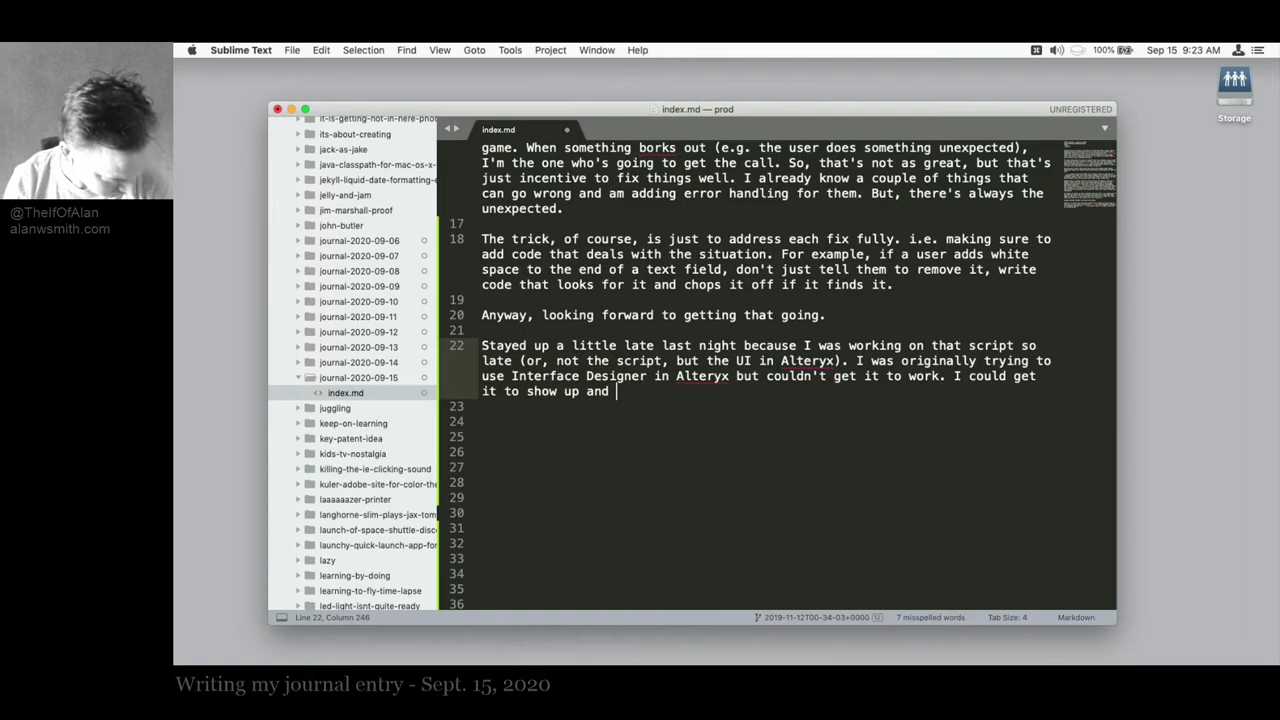 Sublime Text File Edit Selection Find View Goto Tools Project Window Help 100% Sep 15 9:23 AM
Storage
index.md — prod UNREGISTERED
index.md
it-is-getting-not-in-here-phot
its-about-creating
jack-as-jake
java-classpath-for-mac-os-x-
jekyll-liquid-date-formatting-e
jelly-and-jam
jim-marshall-proof
john-butler
journal-2020-09-06
journal-2020-09-07
journal-2020-09-08
journal-2020-09-09
journal-2020-09-10
journal-2020-09-11
journal-2020-09-12
journal-2020-09-13
journal-2020-09-14
journal-2020-09-15
<> index.md
juggling
keep-on-learning
key-patent-idea
kids-tv-nostalgia
killing-the-ie-clicking-sound
kuler-adobe-site-for-color-the
laaaaaazer-printer
langhorne-slim-plays-jax-tom
launch-of-space-shuttle-disc
launchy-quick-launch-app-for
lazy
learning-by-doing
learning-to-fly-time-lapse
led-light-isnt-quite-ready
game. When something borks out (e.g. the user does something unexpected),
I'm the one who's going to get the call. So, that's not as great, but that's
just incentive to fix things well. I already know a couple of things that
can go wrong and am adding error handling for them. But, there's always the
unexpected.
17
18 The trick, of course, is just to address each fix fully. i.e. making sure to
add code that deals with the situation. For example, if a user adds white
space to the end of a text field, don't just tell them to remove it, write
code that looks for it and chops it off if it finds it.
19
20 Anyway, looking forward to getting that going.
21
22 Stayed up a little late last night because I was working on that script so
late (or, not the script, but the UI in Alteryx). I was originally trying to
use Interface Designer in Alteryx but couldn't get it to work. I could get
it to show up and
23
24
25
26
27
28
29
30
31
32
33
34
35
36
Line 22, Column 246 2019-11-12T00-34-03+0000 12 7 misspelled words Tab Size: 4 Markdown
@TheIfOfAlan
alanwsmith.com
Writing my journal entry - Sept. 15, 2020